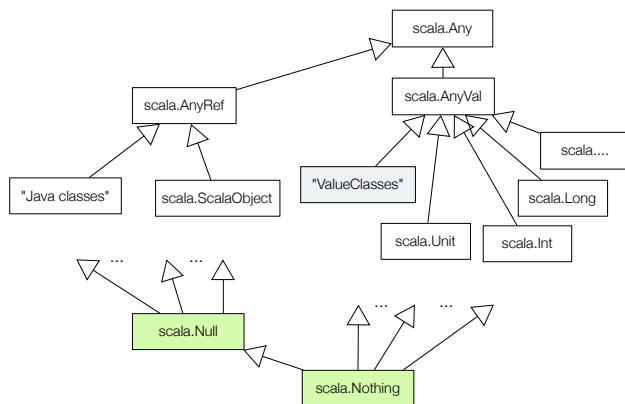 scala.Any
scala.AnyRef
scala.AnyVal
scala....
"Java classes"
scala.ScalaObject
"ValueClasses"
scala.Long
scala.Unit
scala.Int
...
...
...
...
scala.Null
scala.Nothing